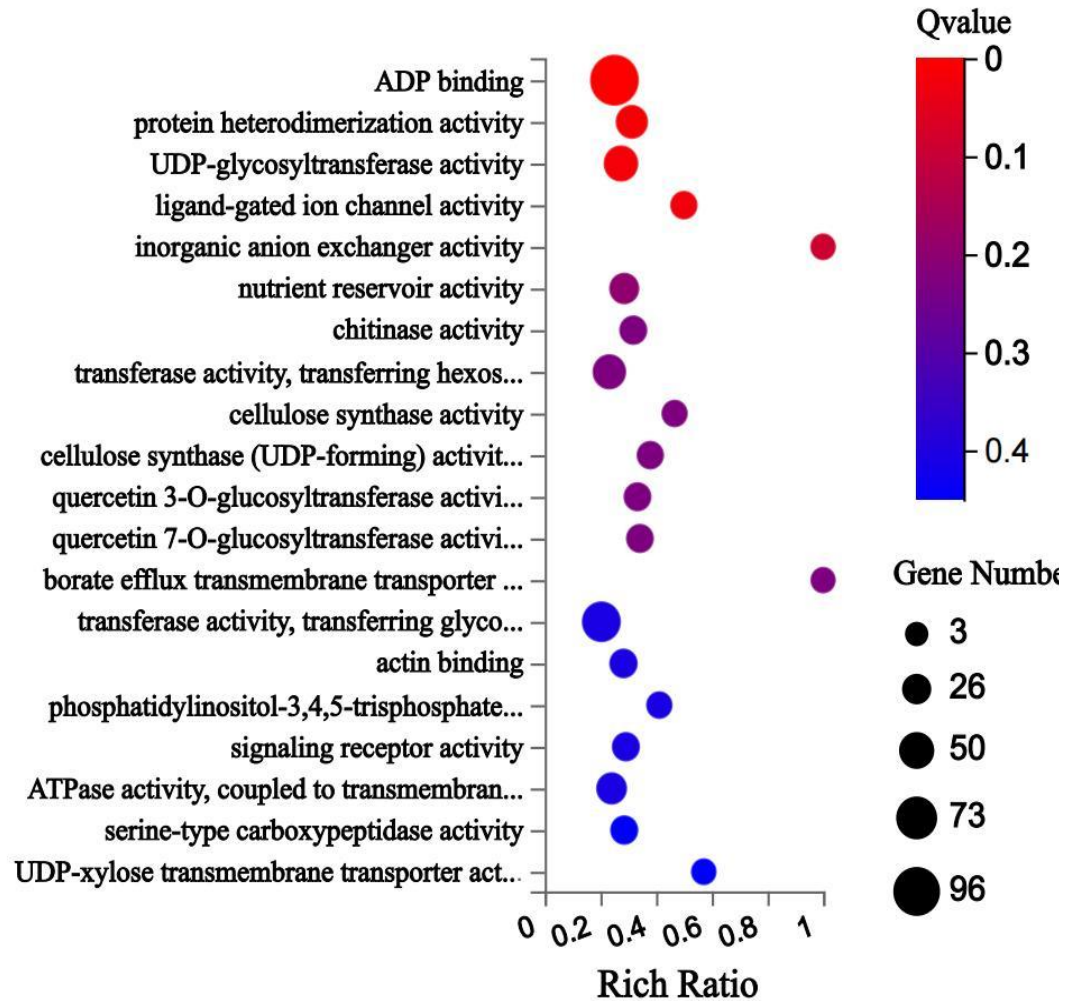 Qvalue
0
0.1
0.2
0.3
0.4
ADP binding
protein heterodimerization activity
UDP-glycosyltransferase activity
ligand-gated ion channel activity
inorganic anion exchanger activity
nutrient reservoir activity
chitinase activity
transferase activity, transferring hexos...
cellulose synthase activity
cellulose synthase (UDP-forming) activit...
quercetin 3-O-glucosyltransferase activi...
quercetin 7-O-glucosyltransferase activi...
borate efflux transmembrane transporter ...
transferase activity, transferring glyco...
actin binding
phosphatidylinositol-3,4,5-trisphosphate...
signaling receptor activity
ATPase activity, coupled to transmembran...
serine-type carboxypeptidase activity
UDP-xylose transmembrane transporter act...
Gene Numbe
3
26
50
73
96
0 0.2 0.4 0.6 0.8 1
Rich Ratio